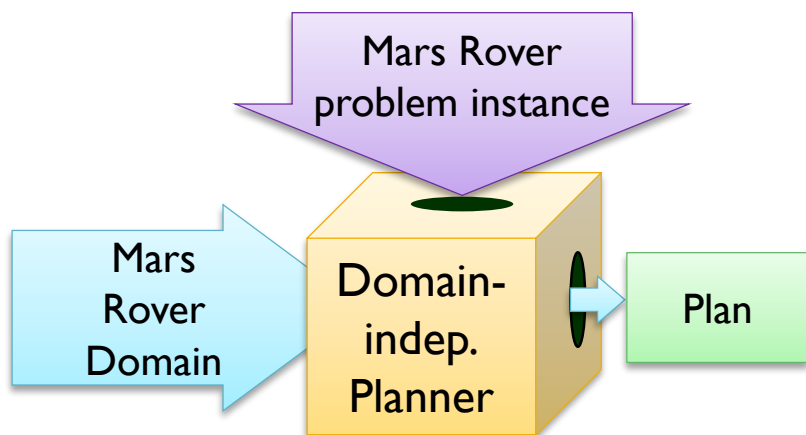 Mars Rover
problem instance
Mars
Rover
Domain
Domain-
indep.
Planner
Plan